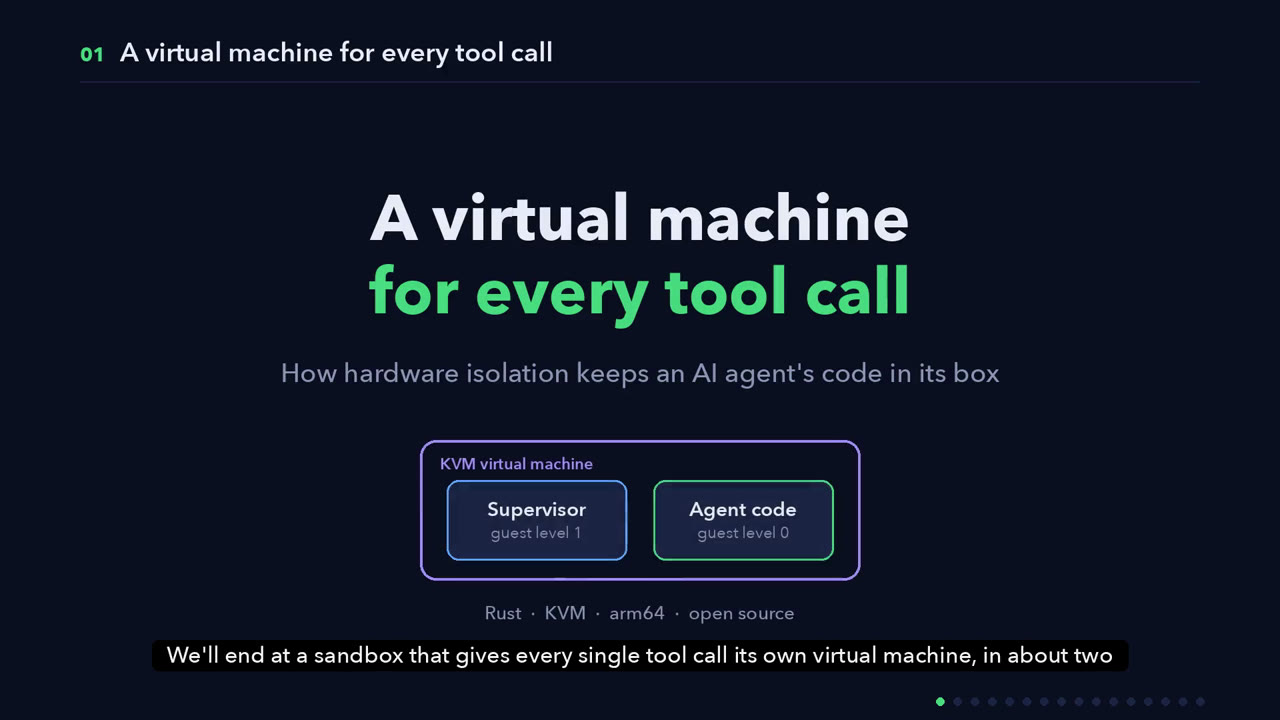 01 A virtual machine for every tool call
A virtual machine
for every tool call
How hardware isolation keeps an AI agent's code in its box
KVM virtual machine
Supervisor
guest level 1
Agent code
guest level 0
Rust · KVM · arm64 · open source
We'll end at a sandbox that gives every single tool call its own virtual machine, in about two